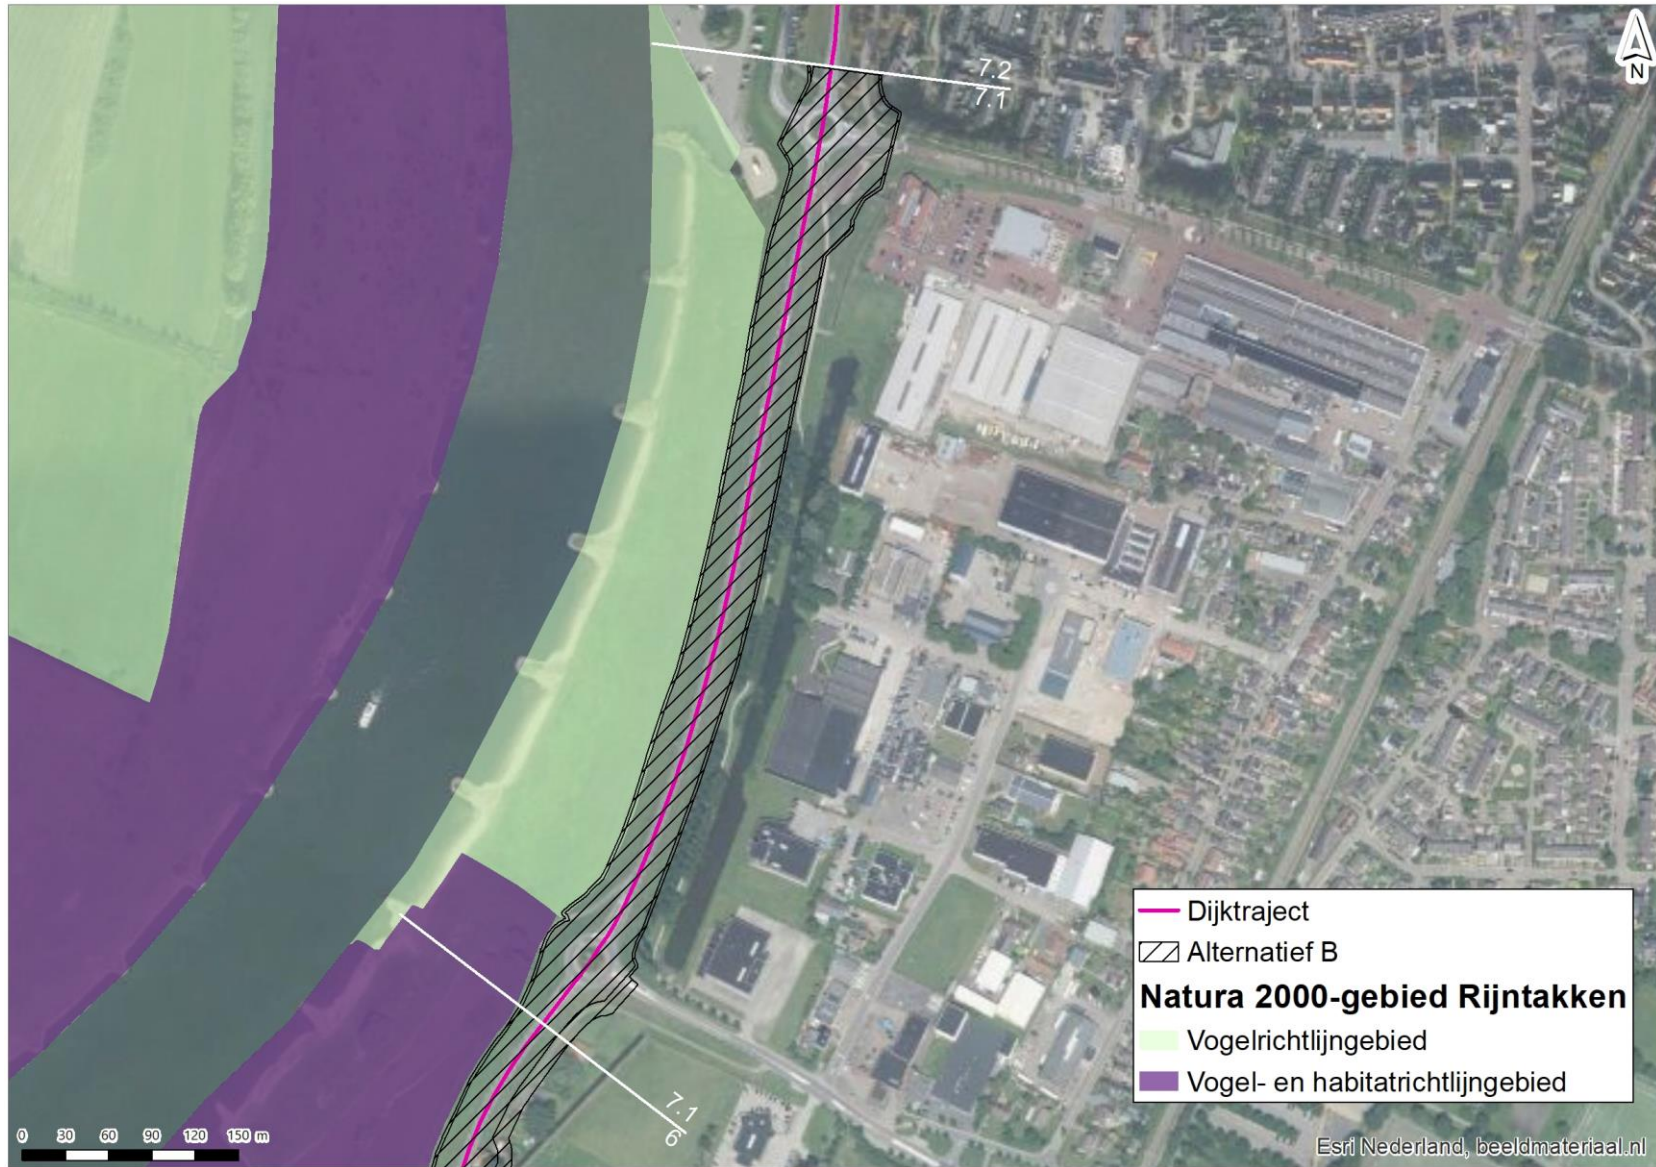 N
7.2
7.1
7.1
6
Dijktraject
Alternatief B
Natura 2000-gebied Rijntakken
Vogelrichtlijngebied
Vogel- en habitatrichtlijngebied
0 30 60 90 120 150 m
Esri Nederland, beeldmateriaal.nl